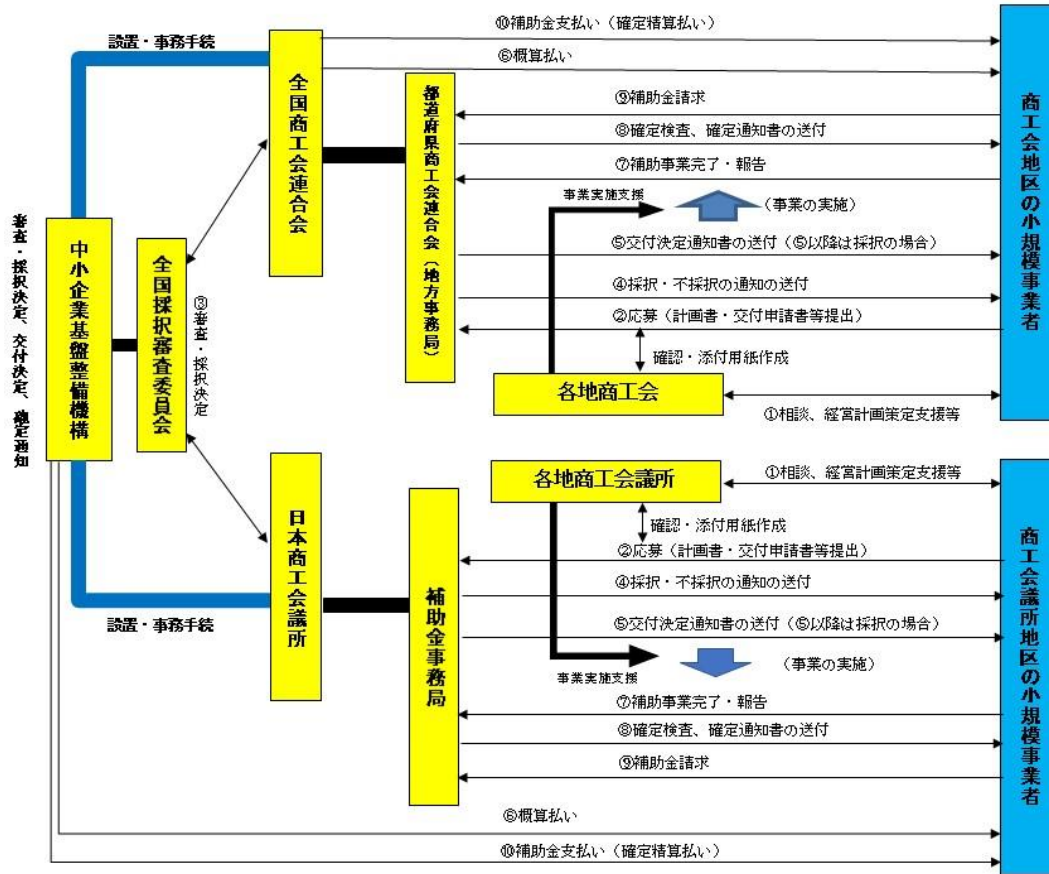 ⑩補助金支払い（確定精算払い）
設置・事務手続
⑥概算払い
全国商工会連合会
都道府県商工会連合会（地方事務局）
商工会地区の小規模事業者
⑨補助金請求
⑧確定検査、確定通知書の送付
⑦補助事業完了・報告
事業実施支援
（事業の実施）
審査・採択決定、交付決定、確定通知
中小企業基盤整備機構
全国採択審査委員会
③審査・採択決定
⑤交付決定通知書の送付（⑤以降は採択の場合）
④採択・不採択の通知の送付
②応募（計画書・交付申請書等提出）
確認・添付用紙作成
各地商工会
①相談、経営計画策定支援等
各地商工会議所
①相談、経営計画策定支援等
日本商工会議所
補助金事務局
商工会議所地区の小規模事業者
確認・添付用紙作成
②応募（計画書・交付申請書等提出）
④採択・不採択の通知の送付
設置・事務手続
⑤交付決定通知書の送付（⑤以降は採択の場合）
（事業の実施）
事業実施支援
⑦補助事業完了・報告
⑧確定検査、確定通知書の送付
⑨補助金請求
⑥概算払い
⑩補助金支払い（確定精算払い）